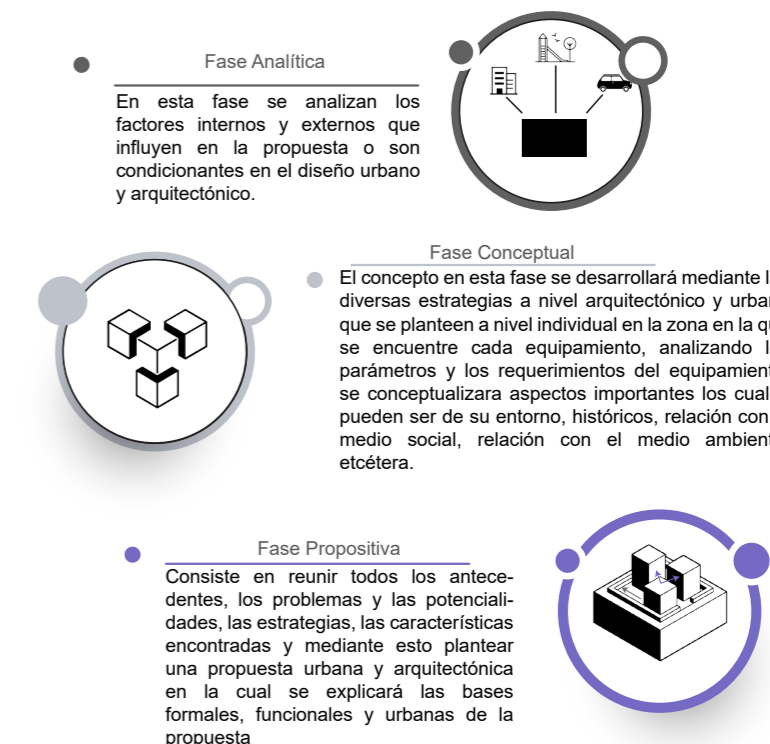 Fase Analítica
En esta fase se analizan los
factores internos y externos que
influyen en la propuesta o son
condicionantes en el diseño urbano
y arquitectónico.
Fase Conceptual
El concepto en esta fase se desarrollará mediante
diversas estrategias a nivel arquitectónico y
que se planteen a nivel individual en la zona en la
se encuentre cada equipamiento, analizando
parámetros y los requerimientos del
se conceptualizara aspectos importantes los
pueden ser de su entorno, históricos, relación con
medio social, relación con el medio
etcétera.
Fase Propositiva
Consiste en reunir todos los antece-
dentes, los problemas y las potenciali-
dades, las estrategias, las características
encontradas y mediante esto plantear
una propuesta urbana y arquitectónica
en la cual se explicará las bases
formales, funcionales y urbanas de la
propuesta